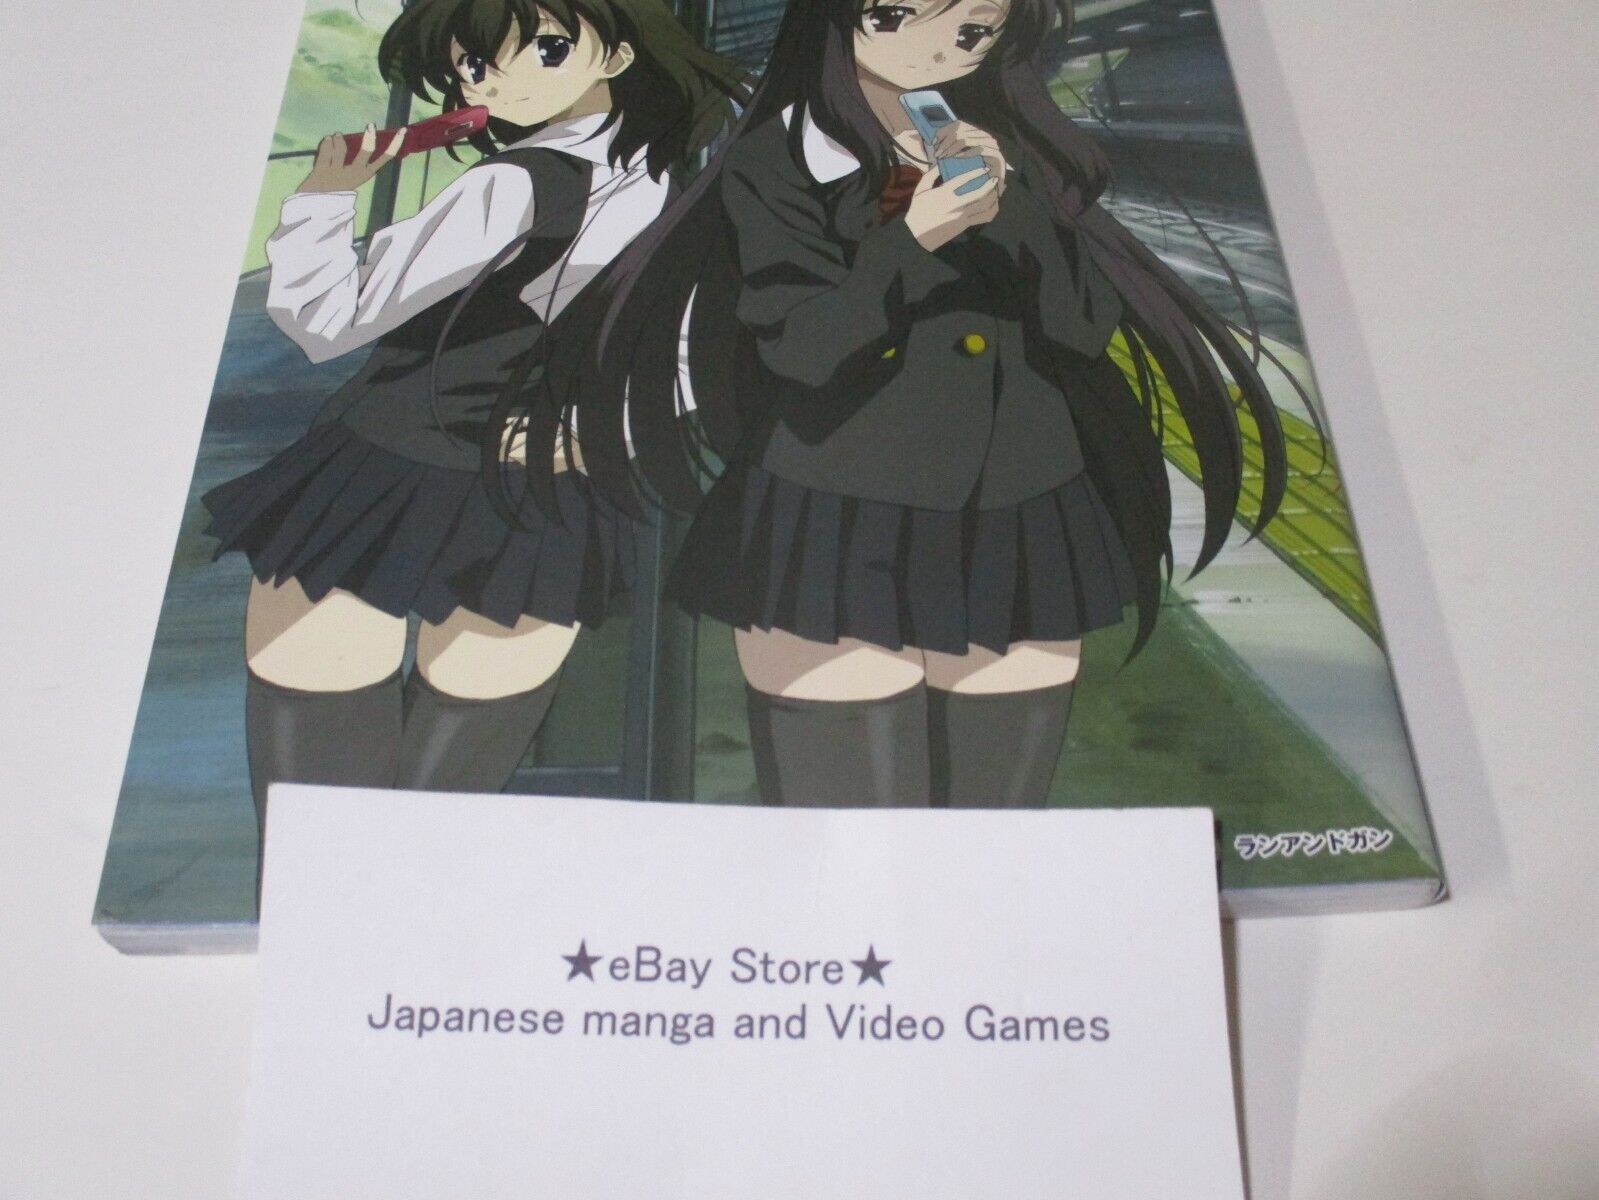 ランアンドガン
★eBay Store★
Japanese manga and Video Games